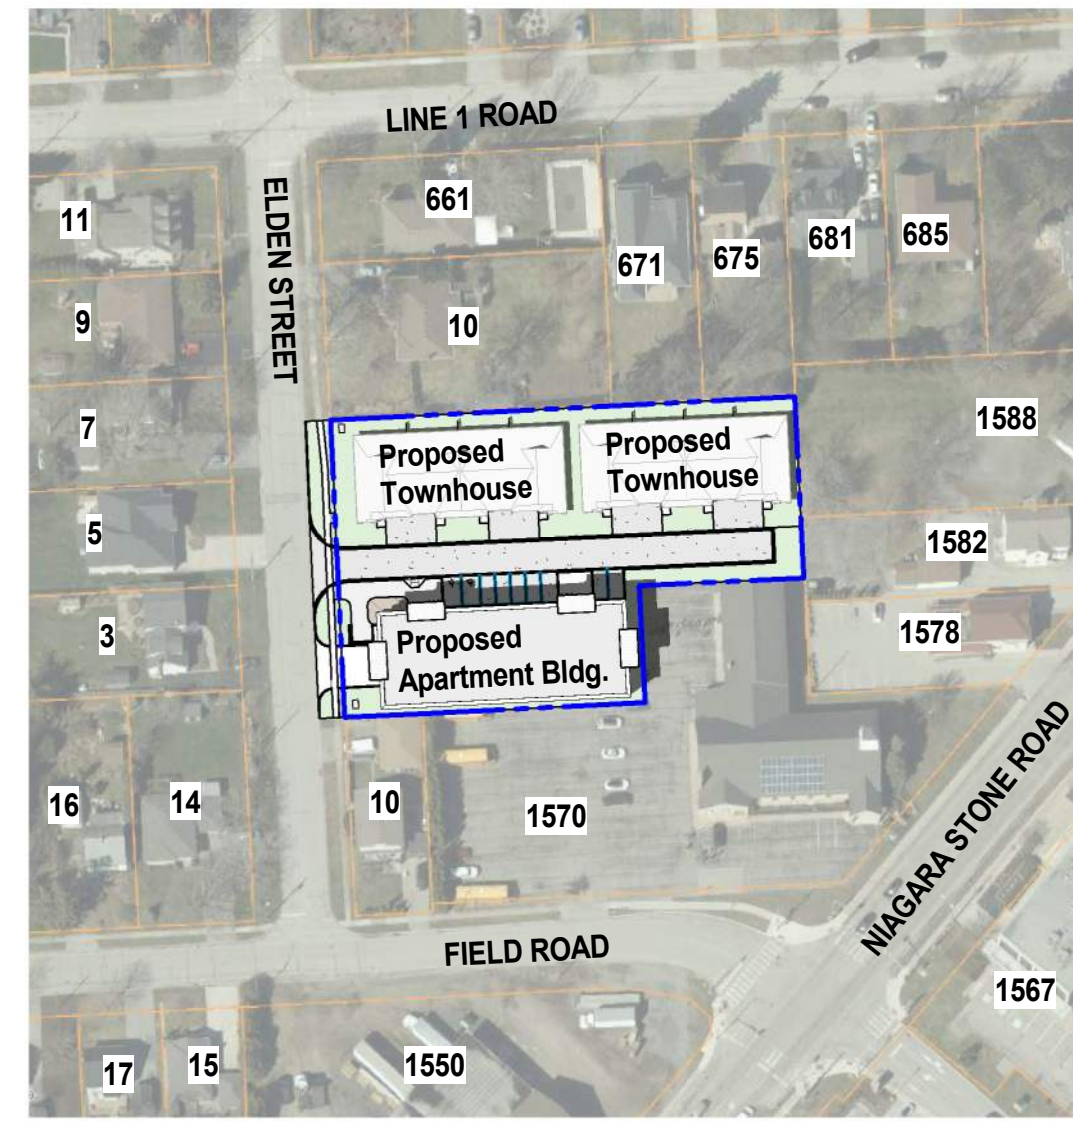 LINE 1 ROAD
ELDEN STREET
661
11
671
675
681
685
9
10
7
1588
Proposed
Townhouse
Proposed
Townhouse
5
1582
3
Proposed
Apartment Bldg.
1578
NIAGARA STONE ROAD
16
14
10
1570
FIELD ROAD
1567
17
15
1550